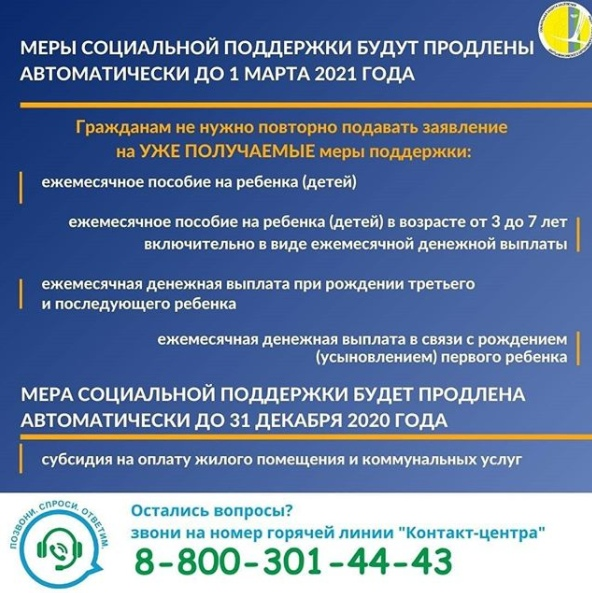 МЕРЫ СОЦИАЛЬНОЙ ПОДДЕРЖКИ БУДУТ ПРОДЛЕНЫ
АВТОМАТИЧЕСКИ ДО 1 МАРТА 2021 ГОДА
Гражданам не нужно повторно подавать заявление
на УЖЕ ПОЛУЧАЕМЫЕ меры поддержки:
ежемесячное пособие на ребенка (детей)
ежемесячное пособие на ребенка (детей) в возрасте от 3 до 7 лет
включительно в виде ежемесячной денежной выплаты
ежемесячная денежная выплата при рождении третьего
и последующего ребенка
ежемесячная денежная выплата в связи с рождением
(усыновлением) первого ребенка
МЕРА СОЦИАЛЬНОЙ ПОДДЕРЖКИ БУДЕТ ПРОДЛЕНА
АВТОМАТИЧЕСКИ ДО 31 ДЕКАБРЯ 2020 ГОДА
субсидия на оплату жилого помещения и коммунальных услуг
ПОЗВОНИ. СПРОСИ. ОТВЕТИМ.
Остались вопросы?
звони на номер горячей линии "Контакт-центра"
8-800-301-44-43